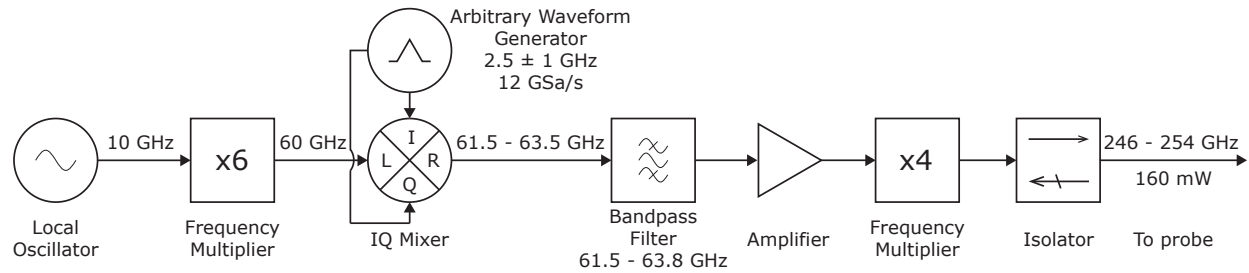 Arbitrary Waveform
Generator
2.5 ± 1 GHz
12 GSa/s
10 GHz
x6
60 GHz
I
L
R
Q
61.5 - 63.5 GHz
x4
246 - 254 GHz
160 mW
Local
Oscillator
Frequency
Multiplier
IQ Mixer
Bandpass
Filter
61.5 - 63.8 GHz
Amplifier
Frequency
Multiplier
Isolator
To probe